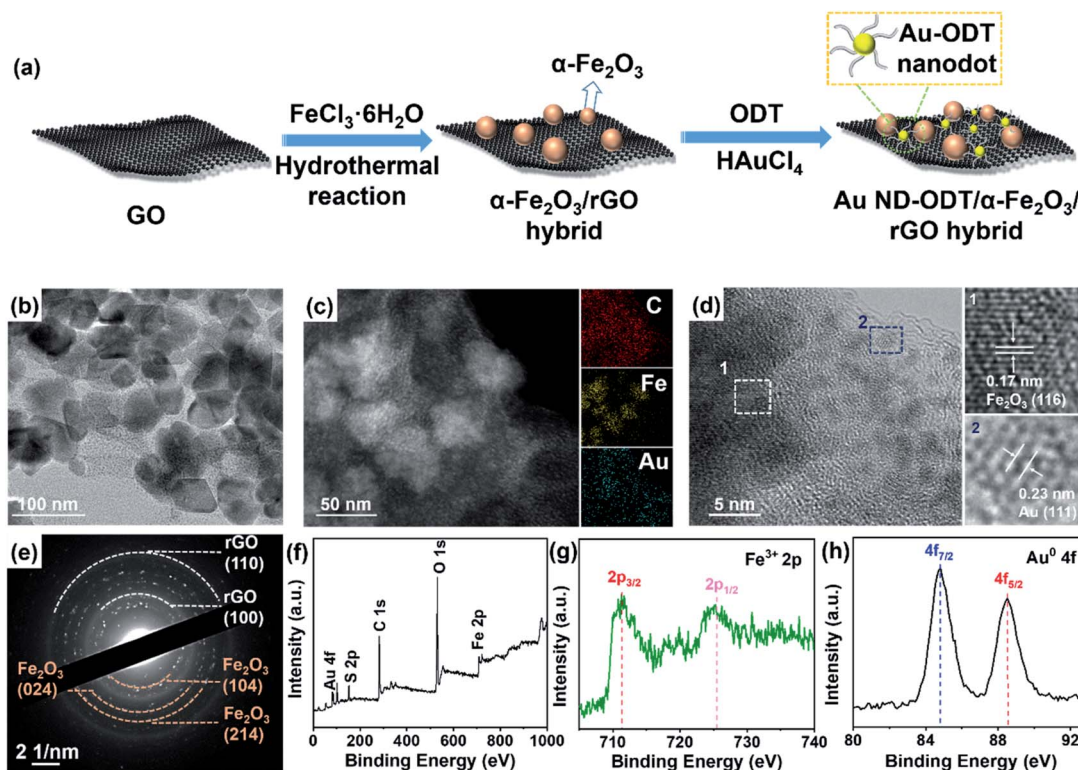 (a)
GO
FeCl₃·6H₂O
Hydrothermal
reaction
α-Fe₂O₃
α-Fe₂O₃/rGO
hybrid
ODT
HAuCl₄
Au-ODT
nanodot
Au ND-ODT/α-Fe₂O₃/
rGO hybrid
(b)
100 nm
(c)
50 nm
C
Fe
Au
(d)
1
2
5 nm
1
0.17 nm
Fe₂O₃ (116)
2
0.23 nm
Au (111)
(e)
rGO
(110)
rGO
(100)
Fe₂O₃
(024)
Fe₂O₃
(104)
Fe₂O₃
(214)
2 1/nm
(f)
Intensity (a.u.)
Au 4f
S 2p
C 1s
O 1s
Fe 2p
0 200 400 600 800 1000
Binding Energy (eV)
(g)
Fe³⁺ 2p
Intensity (a.u.)
2p₃/₂
2p₁/₂
710 720 730 740
Binding Energy (eV)
(h)
Au⁰ 4f
Intensity (a.u.)
4f₇/₂
4f₅/₂
80 84 88 92
Binding Energy (eV)